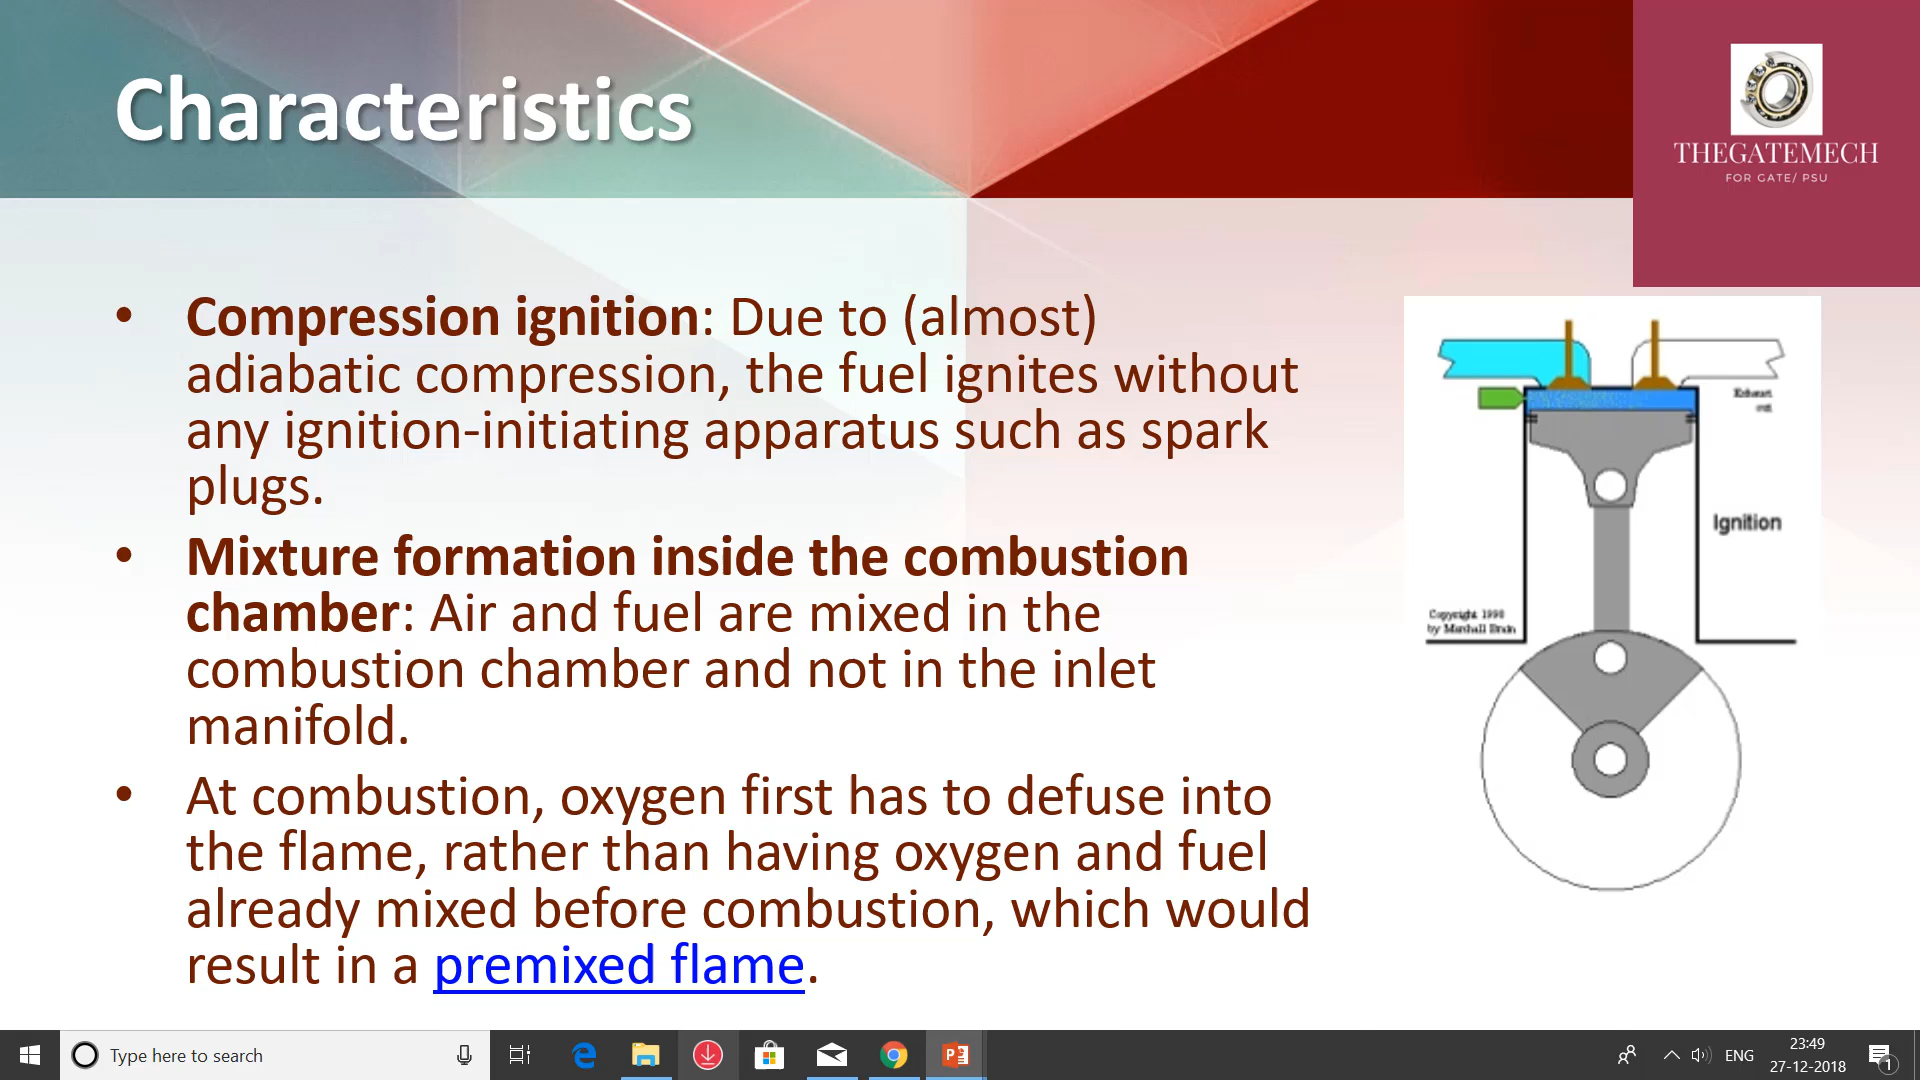 Characteristics
THEGATEMECH
FOR GATE/ PSU
• Compression ignition: Due to (almost)
adiabatic compression, the fuel ignites without
any ignition-initiating apparatus such as spark
plugs.
• Mixture formation inside the combustion
chamber: Air and fuel are mixed in the
combustion chamber and not in the inlet
manifold.
• At combustion, oxygen first has to defuse into
the flame, rather than having oxygen and fuel
already mixed before combustion, which would
result in a premixed flame.
Exhaust
Ignition
Copyright 1998
by Marshall Brain
Type here to search
ENG
23:49
27-12-2018
1